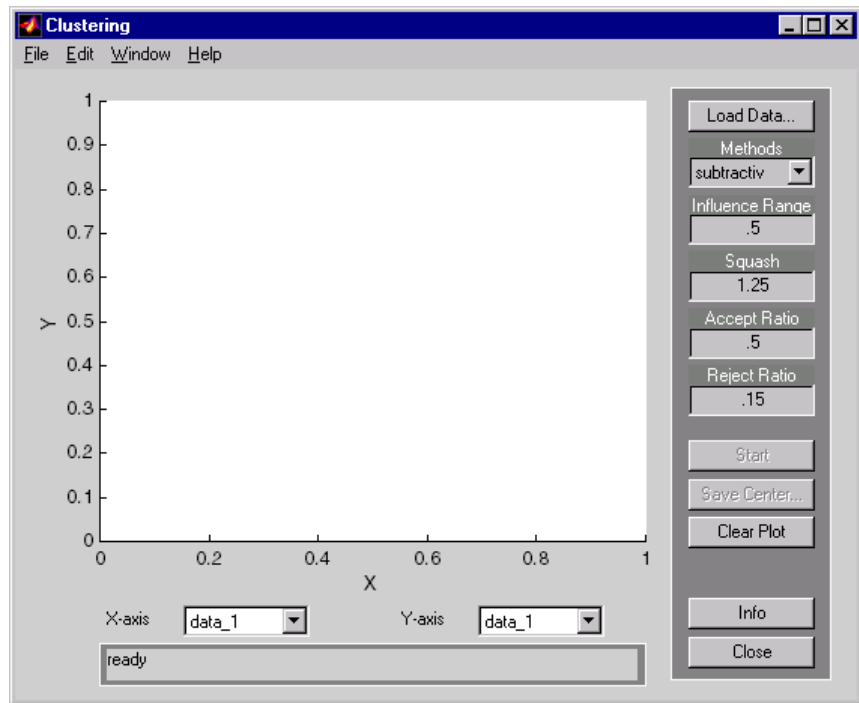 Clustering
File Edit Window Help
1
0.9
0.8
0.7
0.6
0.5
0.4
0.3
0.2
0.1
0
Y
0 0.2 0.4 0.6 0.8 1
X
X-axis data_1 Y-axis data_1
ready
Load Data...
Methods
subtractiv
Influence Range
.5
Squash
1.25
Accept Ratio
.5
Reject Ratio
.15
Start
Save Center...
Clear Plot
Info
Close